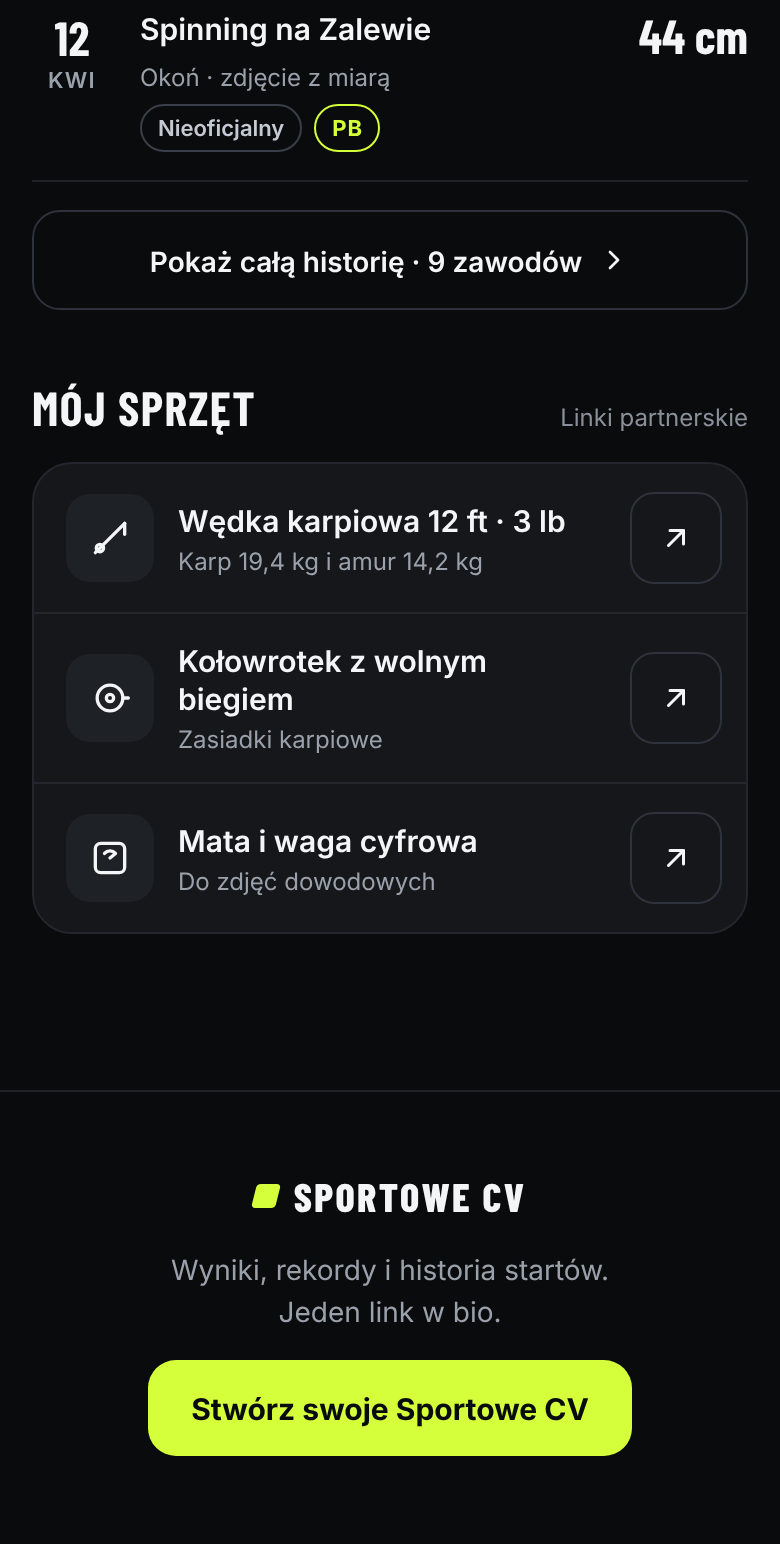 12
KWI
Spinning na Zalewie
44 cm
Okoń · zdjęcie z miarą
Nieoficjalny
PB
Pokaż całą historię · 9 zawodów
MÓJ SPRZĘT
Linki partnerskie
Wędka karpiowa 12 ft · 3 lb
Karp 19,4 kg i amur 14,2 kg
Kołowrotek z wolnym
biegiem
Zasiadki karpiowe
Mata i waga cyfrowa
Do zdjęć dowodowych
SPORTOWE CV
Wyniki, rekordy i historia startów.
Jeden link w bio.
Stwórz swoje Sportowe CV